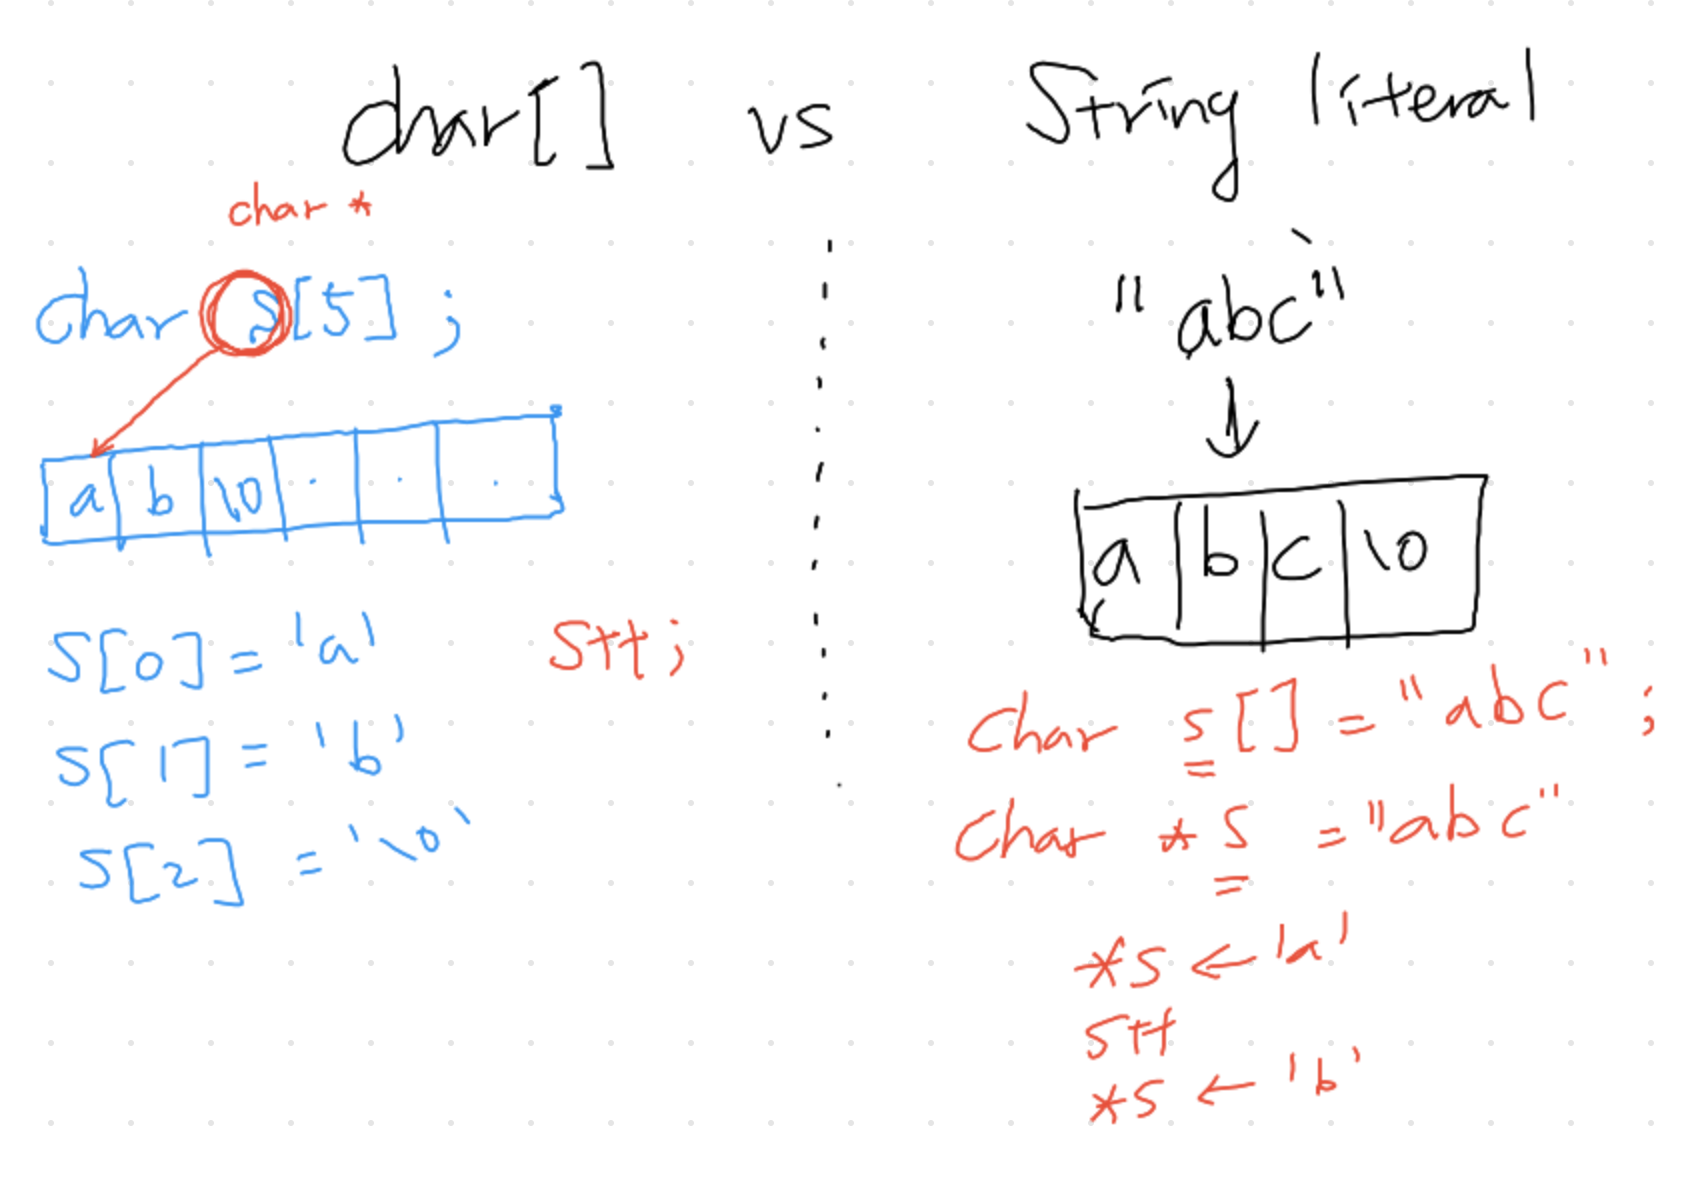 char[] vs String literal
char *
char s[5];
a b \0 . . .
s[0] = 'a'
s++;
s[1] = 'b'
s[2] = '\0'
"abc"
a b c \0
char s[] = "abc";
char *s = "abc"
*s ← 'a'
s++
*s ← 'b'